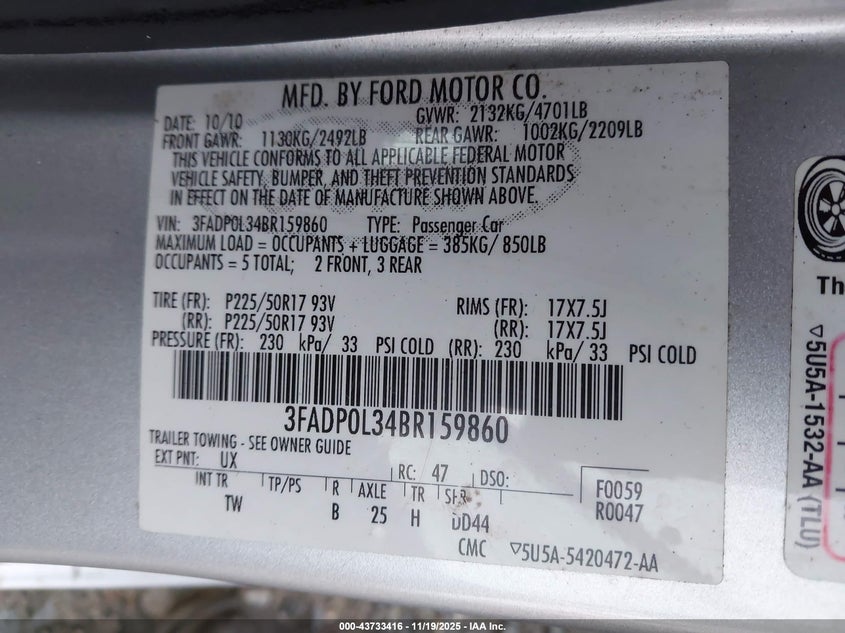 MFD. BY FORD MOTOR CO.
DATE: 10/10 GVWR: 2132KG/4701LB
FRONT GAWR: 1130KG/2492LB REAR GAWR: 1002KG/2209LB
THIS VEHICLE CONFORMS TO ALL APPLICABLE FEDERAL MOTOR
VEHICLE SAFETY, BUMPER, AND THEFT PREVENTION STANDARDS
IN EFFECT ON THE DATE OF MANUFACTURE SHOWN ABOVE.
VIN: 3FADP0L34BR159860 TYPE: Passenger Car
MAXIMUM LOAD = OCCUPANTS + LUGGAGE = 385KG/ 850LB
OCCUPANTS = 5 TOTAL; 2 FRONT, 3 REAR
TIRE (FR): P225/50R17 93V RIMS (FR): 17X7.5J
(RR): P225/50R17 93V (RR): 17X7.5J
PRESSURE (FR): 230 kPa/ 33 PSI COLD (RR): 230 kPa/ 33 PSI COLD
3FADP0L34BR159860
TRAILER TOWING - SEE OWNER GUIDE
EXT PNT: UX RC: 47 DSO:
INT TR TP/PS R AXLE TR SPR F0059
TW B 25 H DD44 R0047
CMC ▽5U5A-5420472-AA
Th
▽5U5A-1532-AA (TLU)
000-43733416 - 11/19/2025 - IAA Inc.